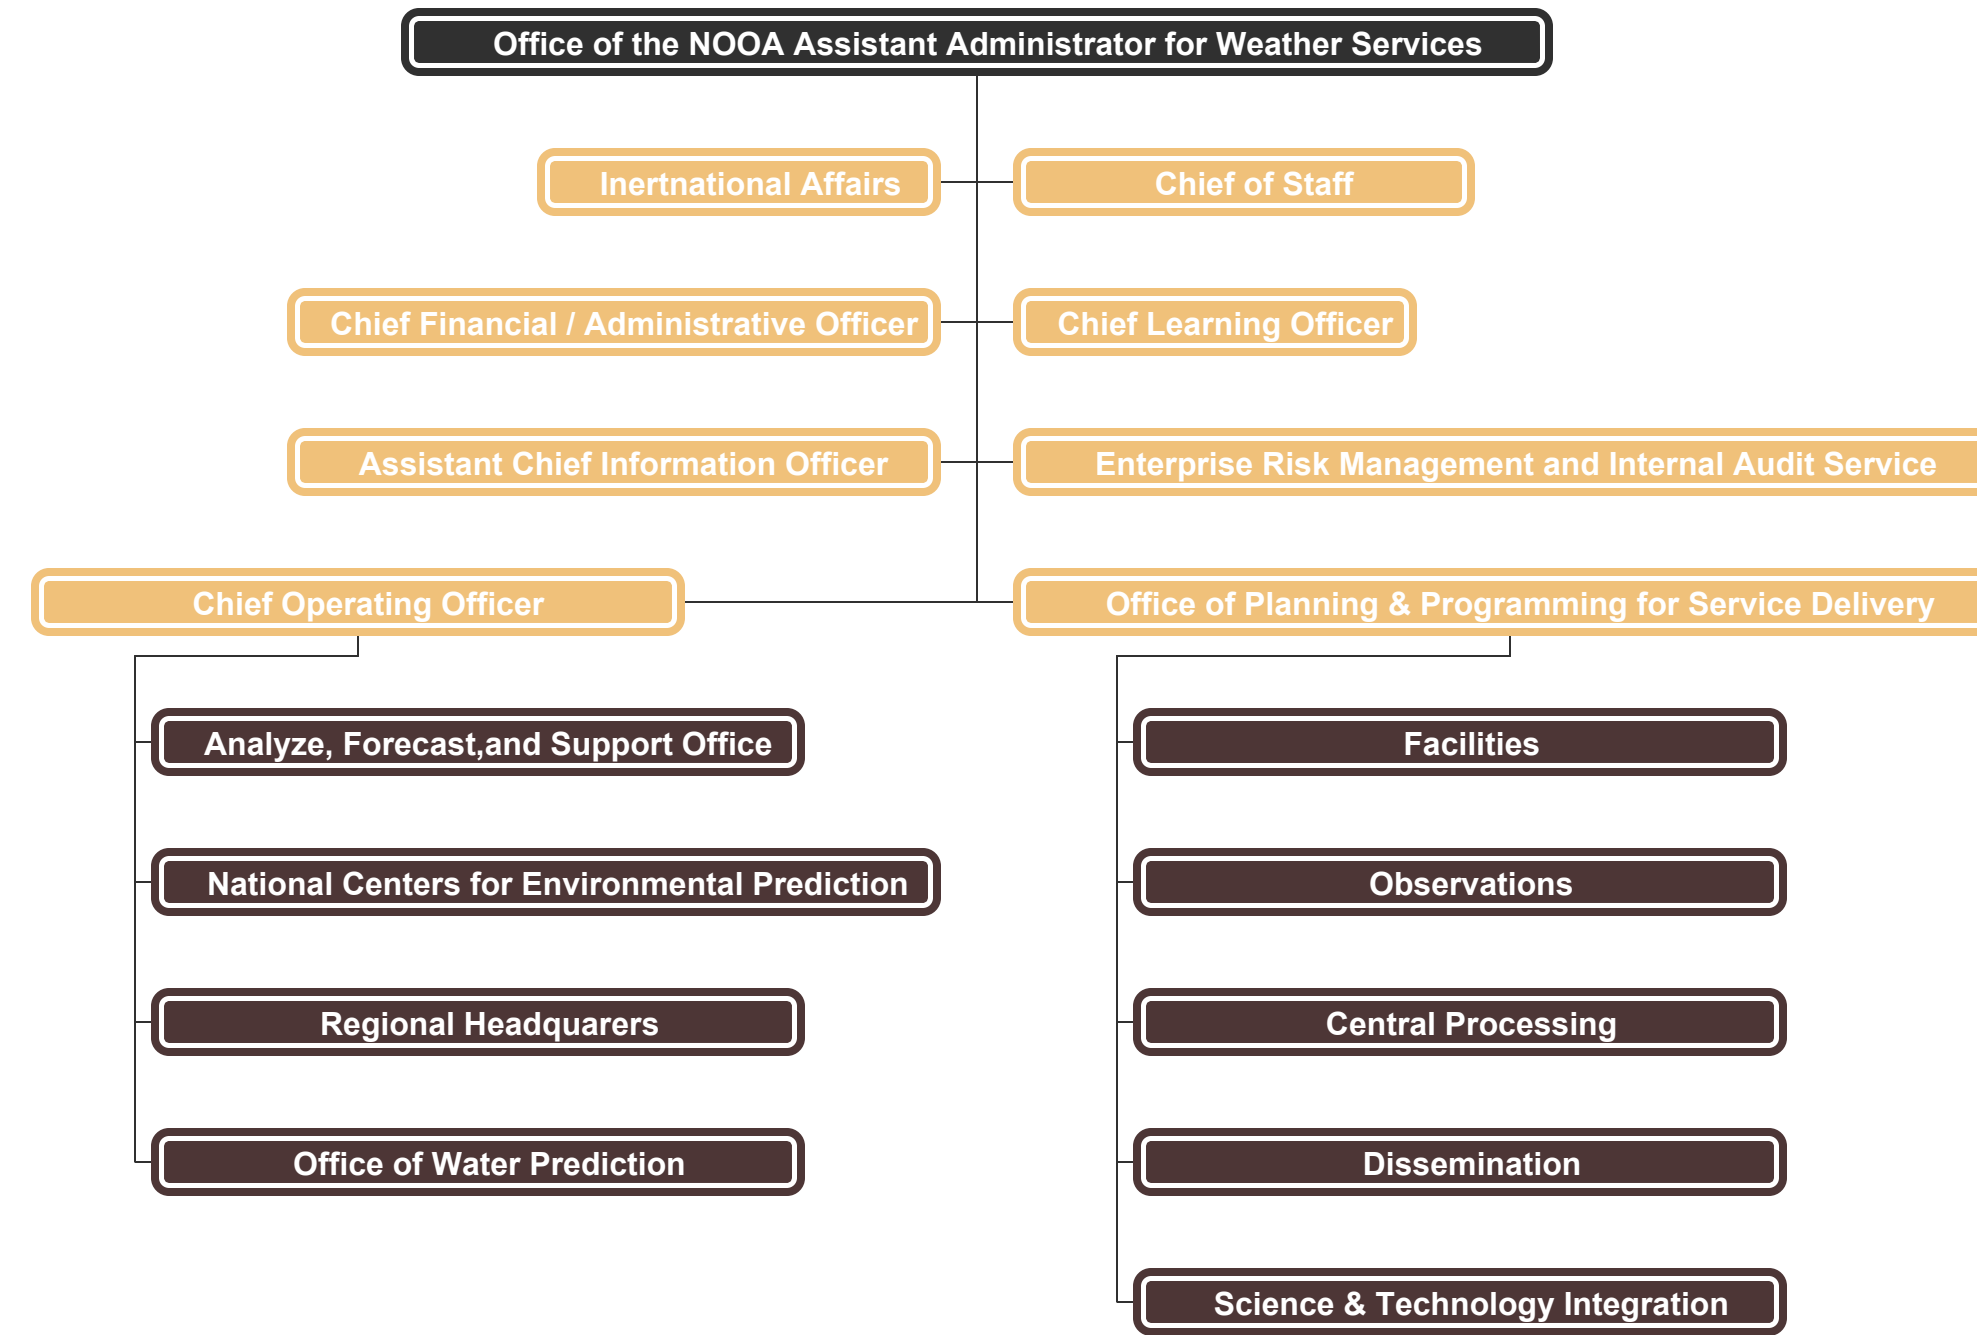 Office of the NOOA Assistant Administrator for Weather Services
Inertnational Affairs
Chief of Staff
Chief Financial / Administrative Officer
Chief Learning Officer
Assistant Chief Information Officer
Enterprise Risk Management and Internal Audit Service
Chief Operating Officer
Office of Planning & Programming for Service Delivery
Analyze, Forecast,and Support Office
Facilities
National Centers for Environmental Prediction
Observations
Regional Headquarers
Central Processing
Office of Water Prediction
Dissemination
Science & Technology Integration